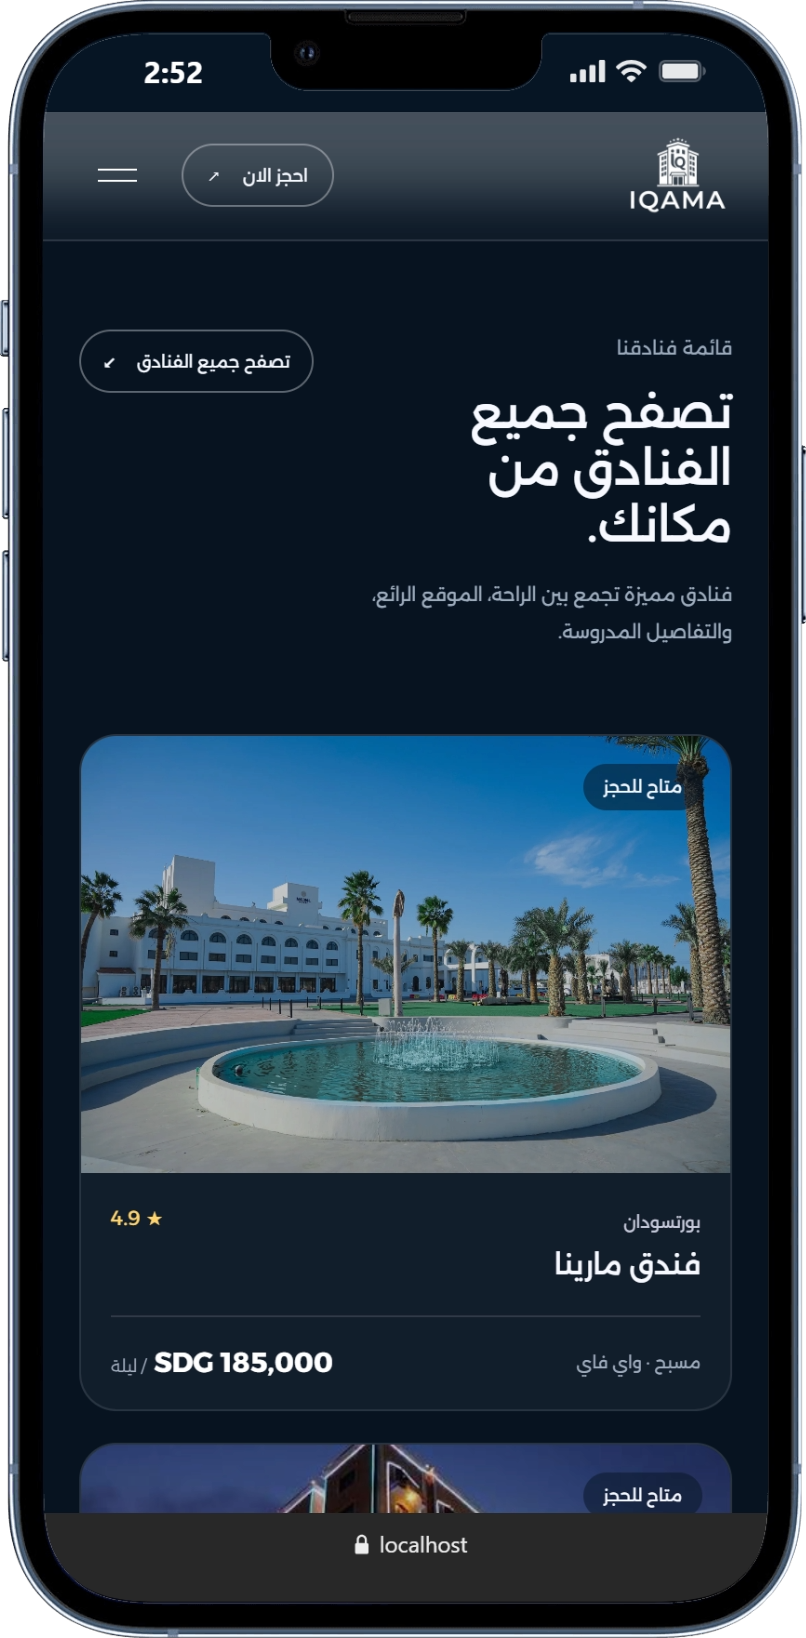 2:52
IQ
IQAMA
احجز الان ↗
قائمة فنادقنا
تصفح جميع الفنادق ↙
تصفح جميع
الفنادق من
مكانك.
فنادق مميزة تجمع بين الراحة، الموقع الرائع،
والتفاصيل المدروسة.
متاح للحجز
بورتسودان
4.9 ★
فندق مارينا
مسبح · واي فاي
SDG 185,000 / ليلة
متاح للحجز
localhost